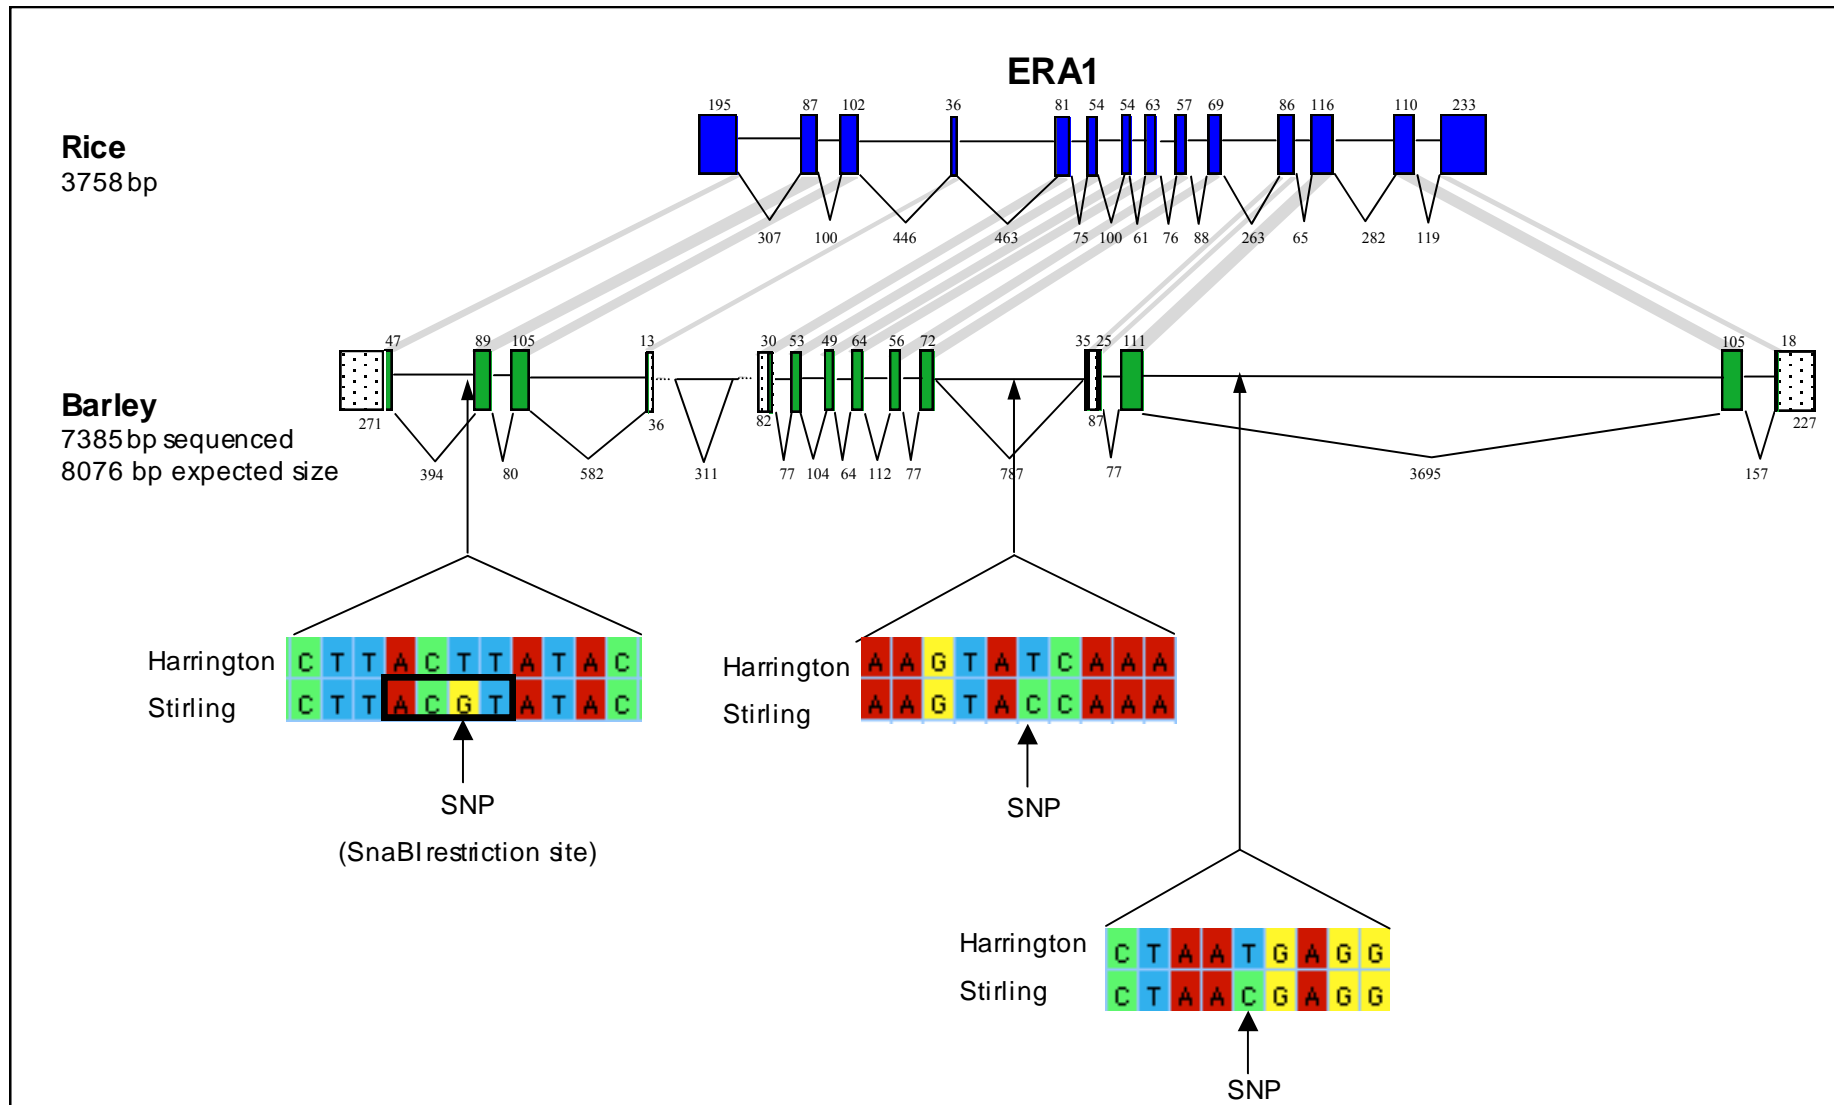 ERA1
195 87 102 36 81 54 54 63 57 69 86 116 110 233
Rice
3758 bp
307 100 446 463 75 100 61 76 88 263 65 282 119
47 89 105 13 30 53 49 64 56 72 35 25 111 105 18
Barley
7385 bp sequenced
8076 bp expected size
271 36 82 87 227
394 80 582 311 77 104 64 112 77 787 77 3695 157
Harrington C T T A C T T A T A C
Stirling C T T A C G T A T A C
SNP
(SnaBI restriction site)
Harrington A A G T A T C A A A
Stirling A A G T A C C A A A
SNP
Harrington C T A A T G A G G
Stirling C T A A C G A G G
SNP